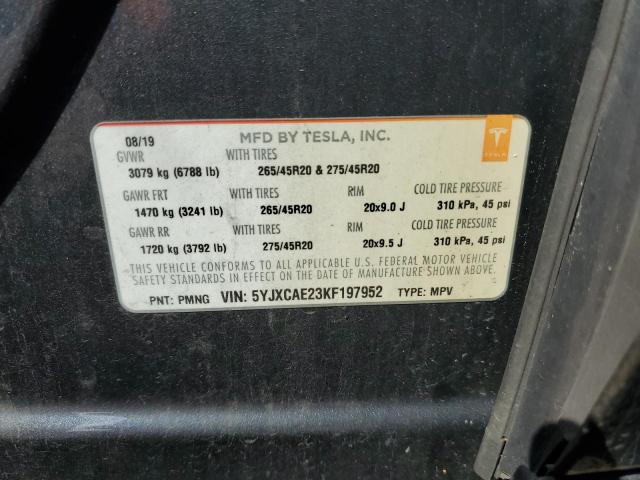 08/19 MFD BY TESLA, INC.
GVWR WITH TIRES
3079 kg (6788 lb) 265/45R20 & 275/45R20
GAWR FRT WITH TIRES RIM COLD TIRE PRESSURE
1470 kg (3241 lb) 265/45R20 20x9.0 J 310 kPa, 45 psi
GAWR RR WITH TIRES RIM COLD TIRE PRESSURE
1720 kg (3792 lb) 275/45R20 20x9.5 J 310 kPa, 45 psi
THIS VEHICLE CONFORMS TO ALL APPLICABLE U.S. FEDERAL MOTOR VEHICLE
SAFETY STANDARDS IN EFFECT ON THE DATE OF MANUFACTURE SHOWN ABOVE.
PNT: PMNG VIN: 5YJXCAE23KF197952 TYPE: MPV
TESLA